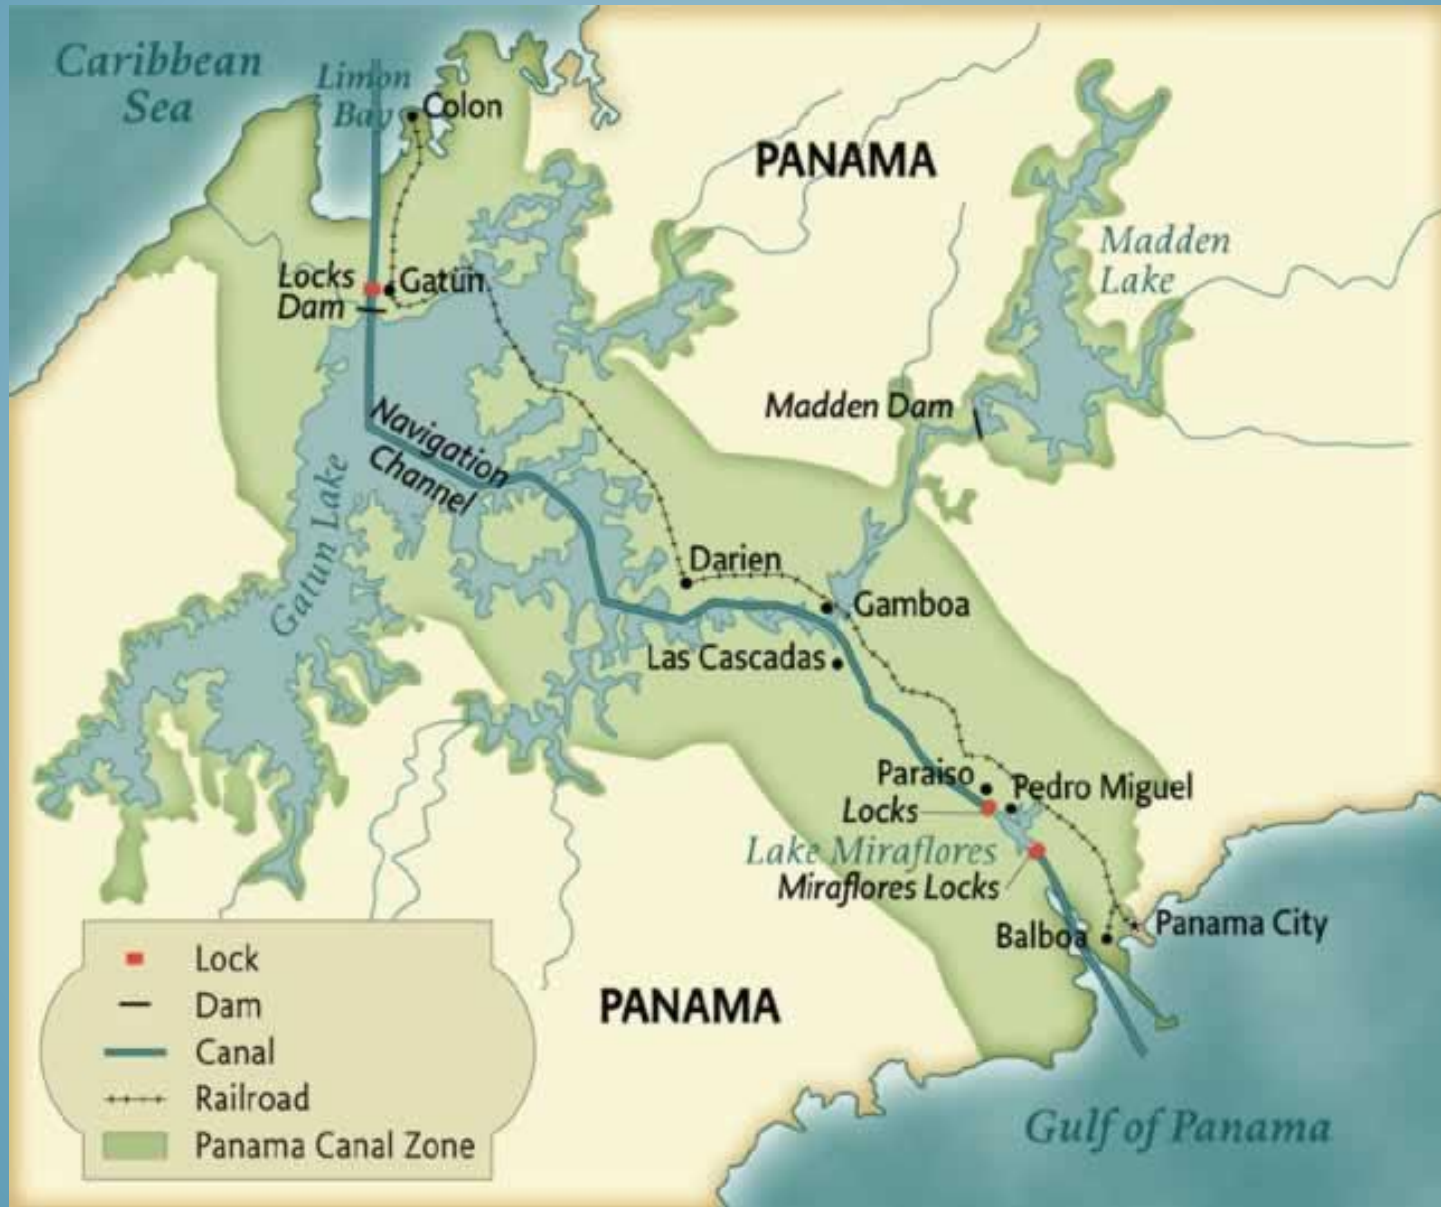 Caribbean
Sea
Limon
Bay
Colon
PANAMA
Madden
Lake
Locks
Gatün
Dam
Madden Dam
Navigation
Channel
Gatun Lake
Darien
Gamboa
Las Cascadas
Paraiso
Pedro Miguel
Locks
Lake Miraflores
Miraflores Locks
Balboa
Panama City
PANAMA
Gulf of Panama
Lock
Dam
Canal
Railroad
Panama Canal Zone